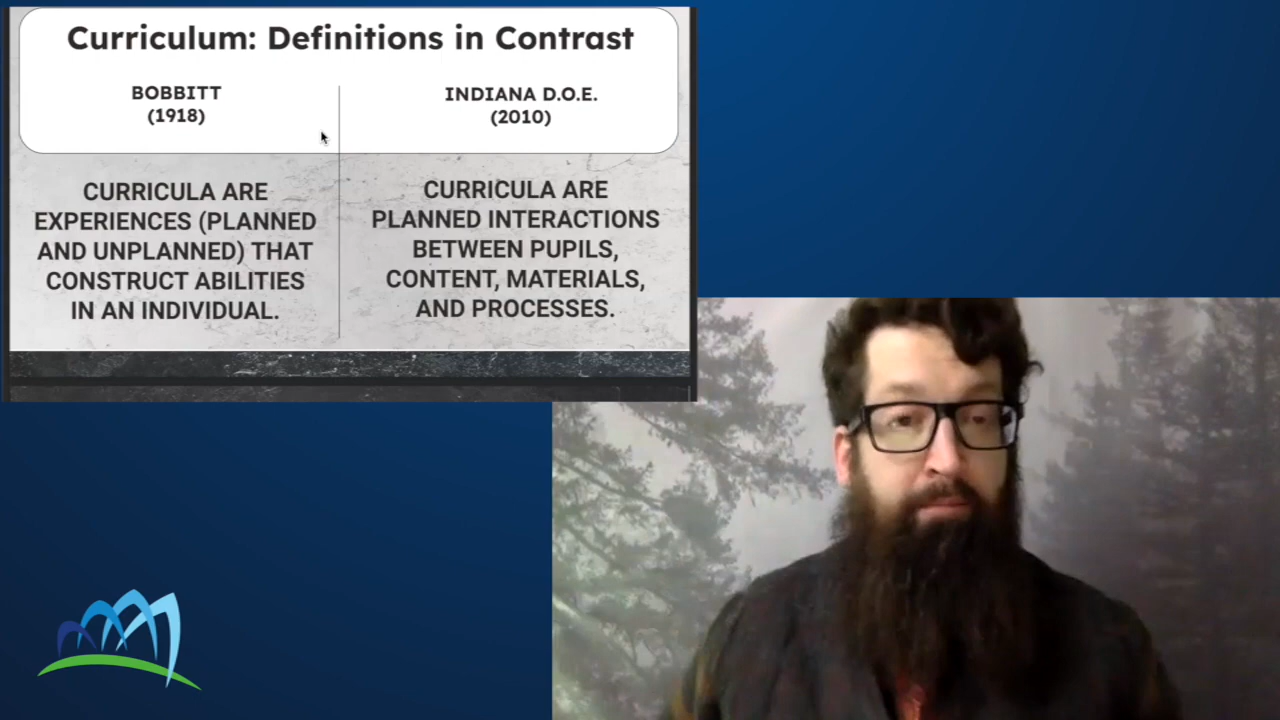 Curriculum: Definitions in Contrast
BOBBITT
(1918)
CURRICULA ARE
EXPERIENCES (PLANNED
AND UNPLANNED) THAT
CONSTRUCT ABILITIES
IN AN INDIVIDUAL.
INDIANA D.O.E.
(2010)
CURRICULA ARE
PLANNED INTERACTIONS
BETWEEN PUPILS,
CONTENT, MATERIALS,
AND PROCESSES.